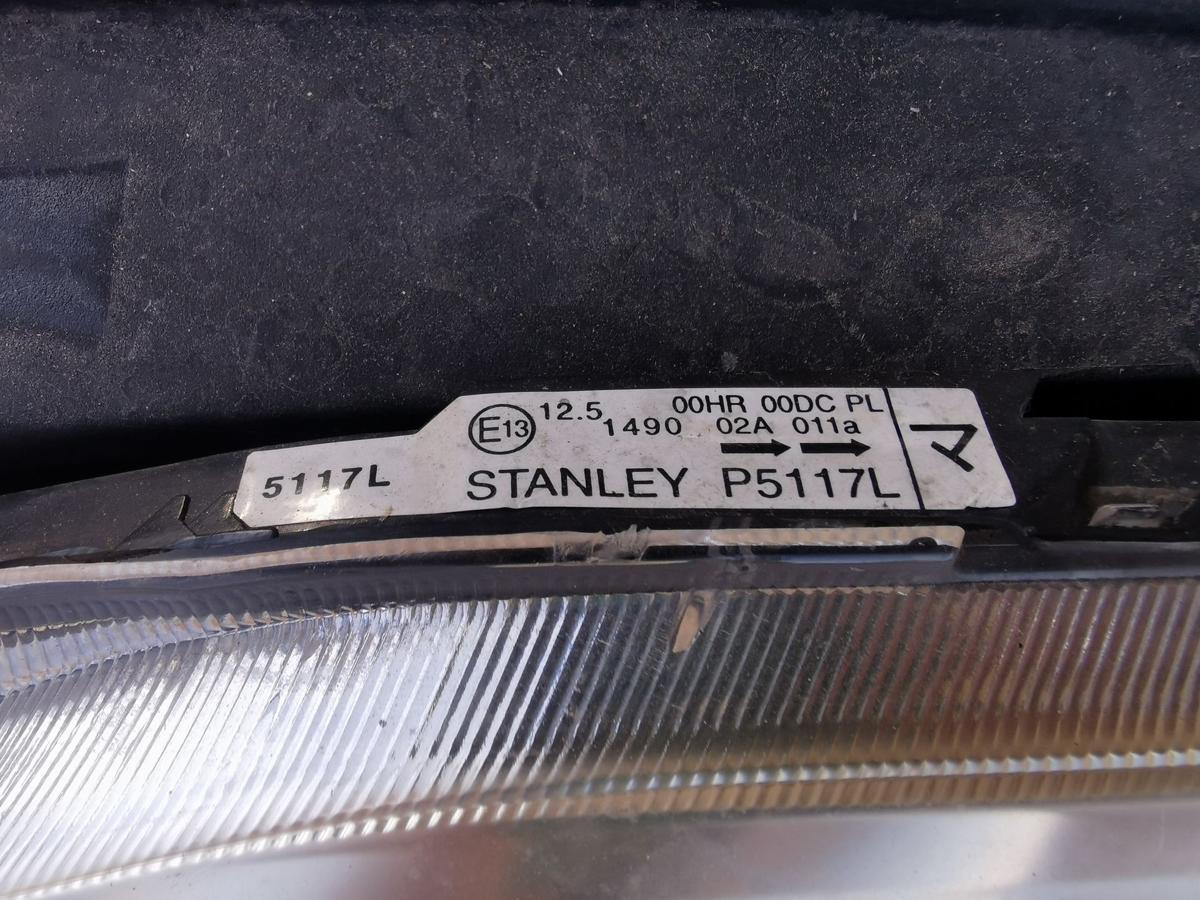 5117L
E13 12.5 00HR 00DC PL
1490 02A 011a
STANLEY P5117L
マ